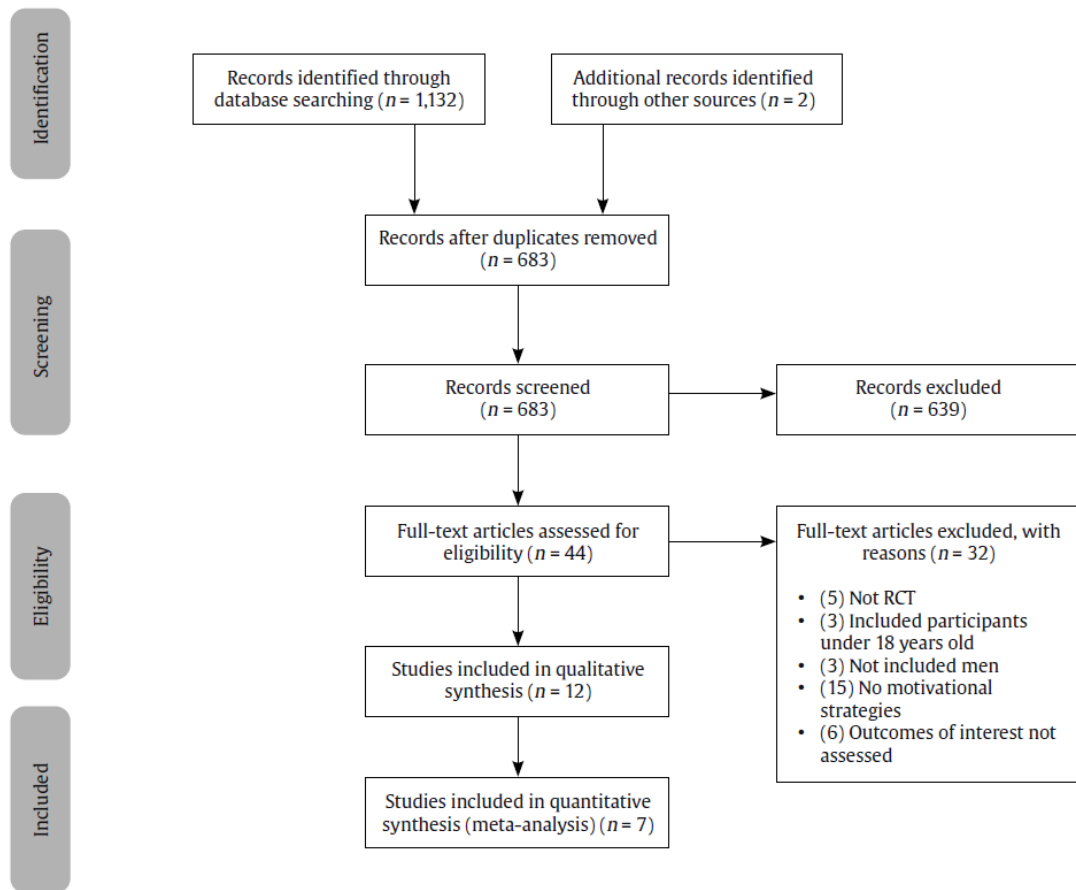 Identification
Records identified through
database searching (n = 1,132)
Additional records identified
through other sources (n = 2)
Screening
Records after duplicates removed
(n = 683)
Records screened
(n = 683)
Records excluded
(n = 639)
Eligibility
Full-text articles assessed for
eligibility (n = 44)
Full-text articles excluded, with
reasons (n = 32)
• (5) Not RCT
• (3) Included participants
under 18 years old
• (3) Not included men
• (15) No motivational
strategies
• (6) Outcomes of interest not
assessed
Studies included in qualitative
synthesis (n = 12)
Included
Studies included in quantitative
synthesis (meta-analysis) (n = 7)